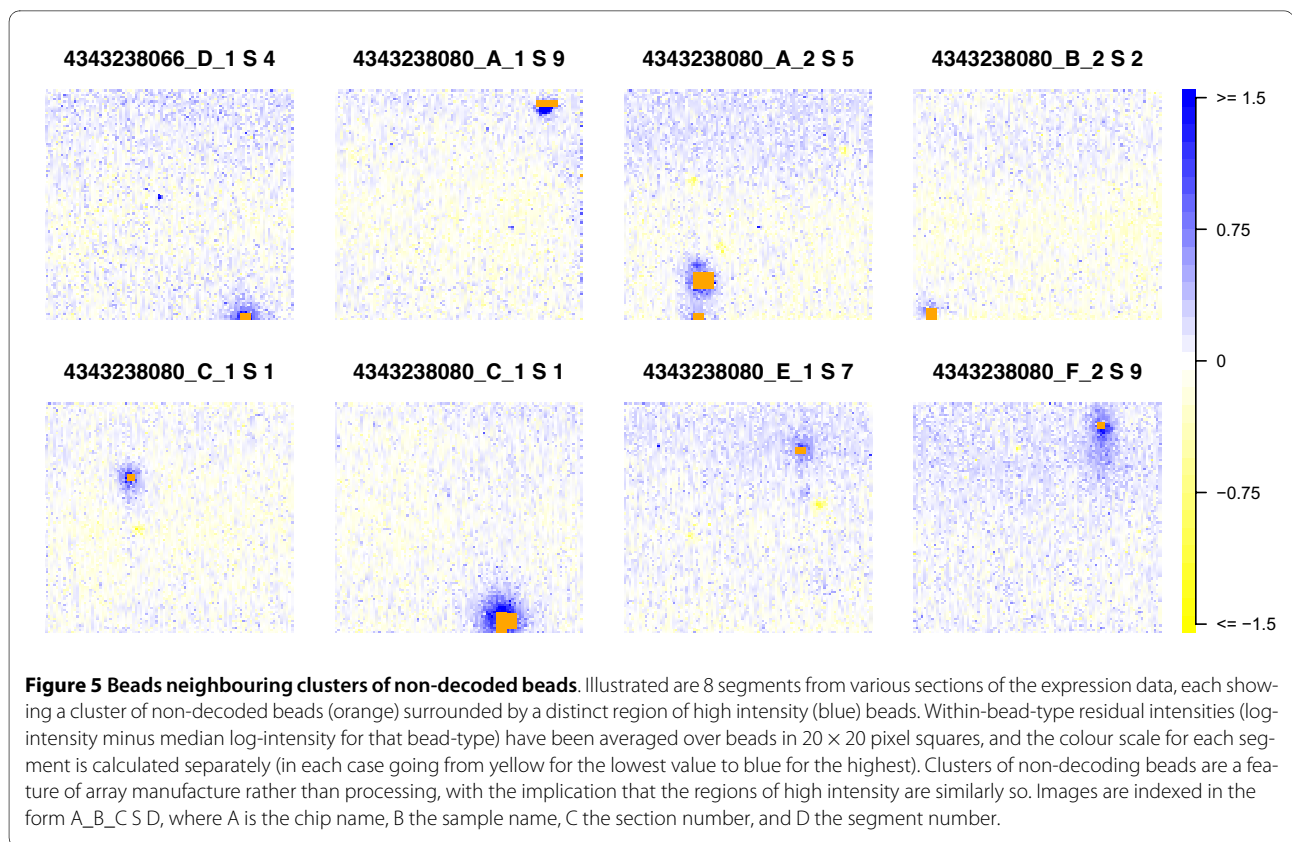 4343238066_D_1 S 4
4343238080_A_1 S 9
4343238080_A_2 S 5
4343238080_B_2 S 2
>= 1.5
0.75
0
−0.75
<= −1.5
4343238080_C_1 S 1
4343238080_C_1 S 1
4343238080_E_1 S 7
4343238080_F_2 S 9
Figure 5 Beads neighbouring clusters of non-decoded beads. Illustrated are 8 segments from various sections of the expression data, each show-
ing a cluster of non-decoded beads (orange) surrounded by a distinct region of high intensity (blue) beads. Within-bead-type residual intensities (log-
intensity minus median log-intensity for that bead-type) have been averaged over beads in 20 × 20 pixel squares, and the colour scale for each seg-
ment is calculated separately (in each case going from yellow for the lowest value to blue for the highest). Clusters of non-decoding beads are a fea-
ture of array manufacture rather than processing, with the implication that the regions of high intensity are similarly so. Images are indexed in the
form A_B_C S D, where A is the chip name, B the sample name, C the section number, and D the segment number.